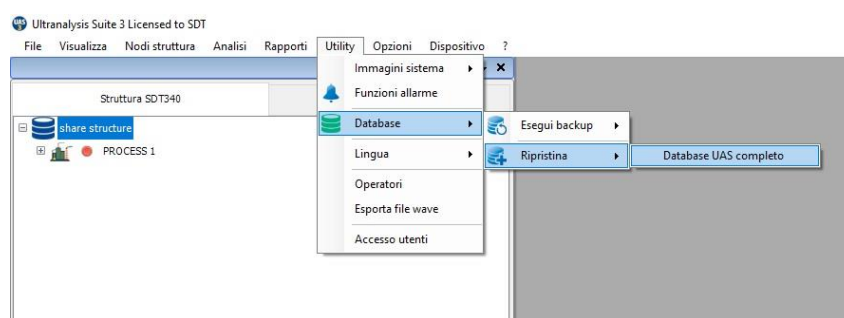 UAS Ultranalysis Suite 3 Licensed to SDT
File Visualizza Nodi struttura Analisi Rapporti Utility Opzioni Dispositivo ?
Immagini sistema
Funzioni allarme
Struttura SDT340
Database
Esegui backup
share structure
PROCESS 1
Lingua
Ripristina
Database UAS completo
Operatori
Esporta file wave
Accesso utenti